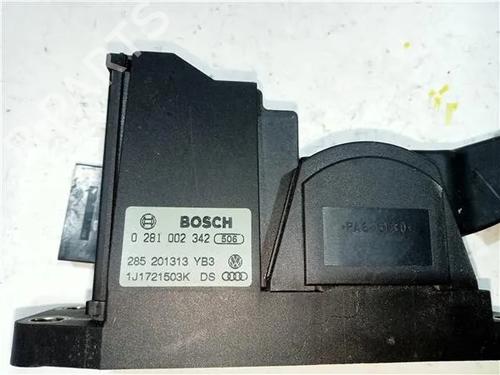 BOSCH
0 281 002 342 506
285 201313 YB3
1J1721503K DS